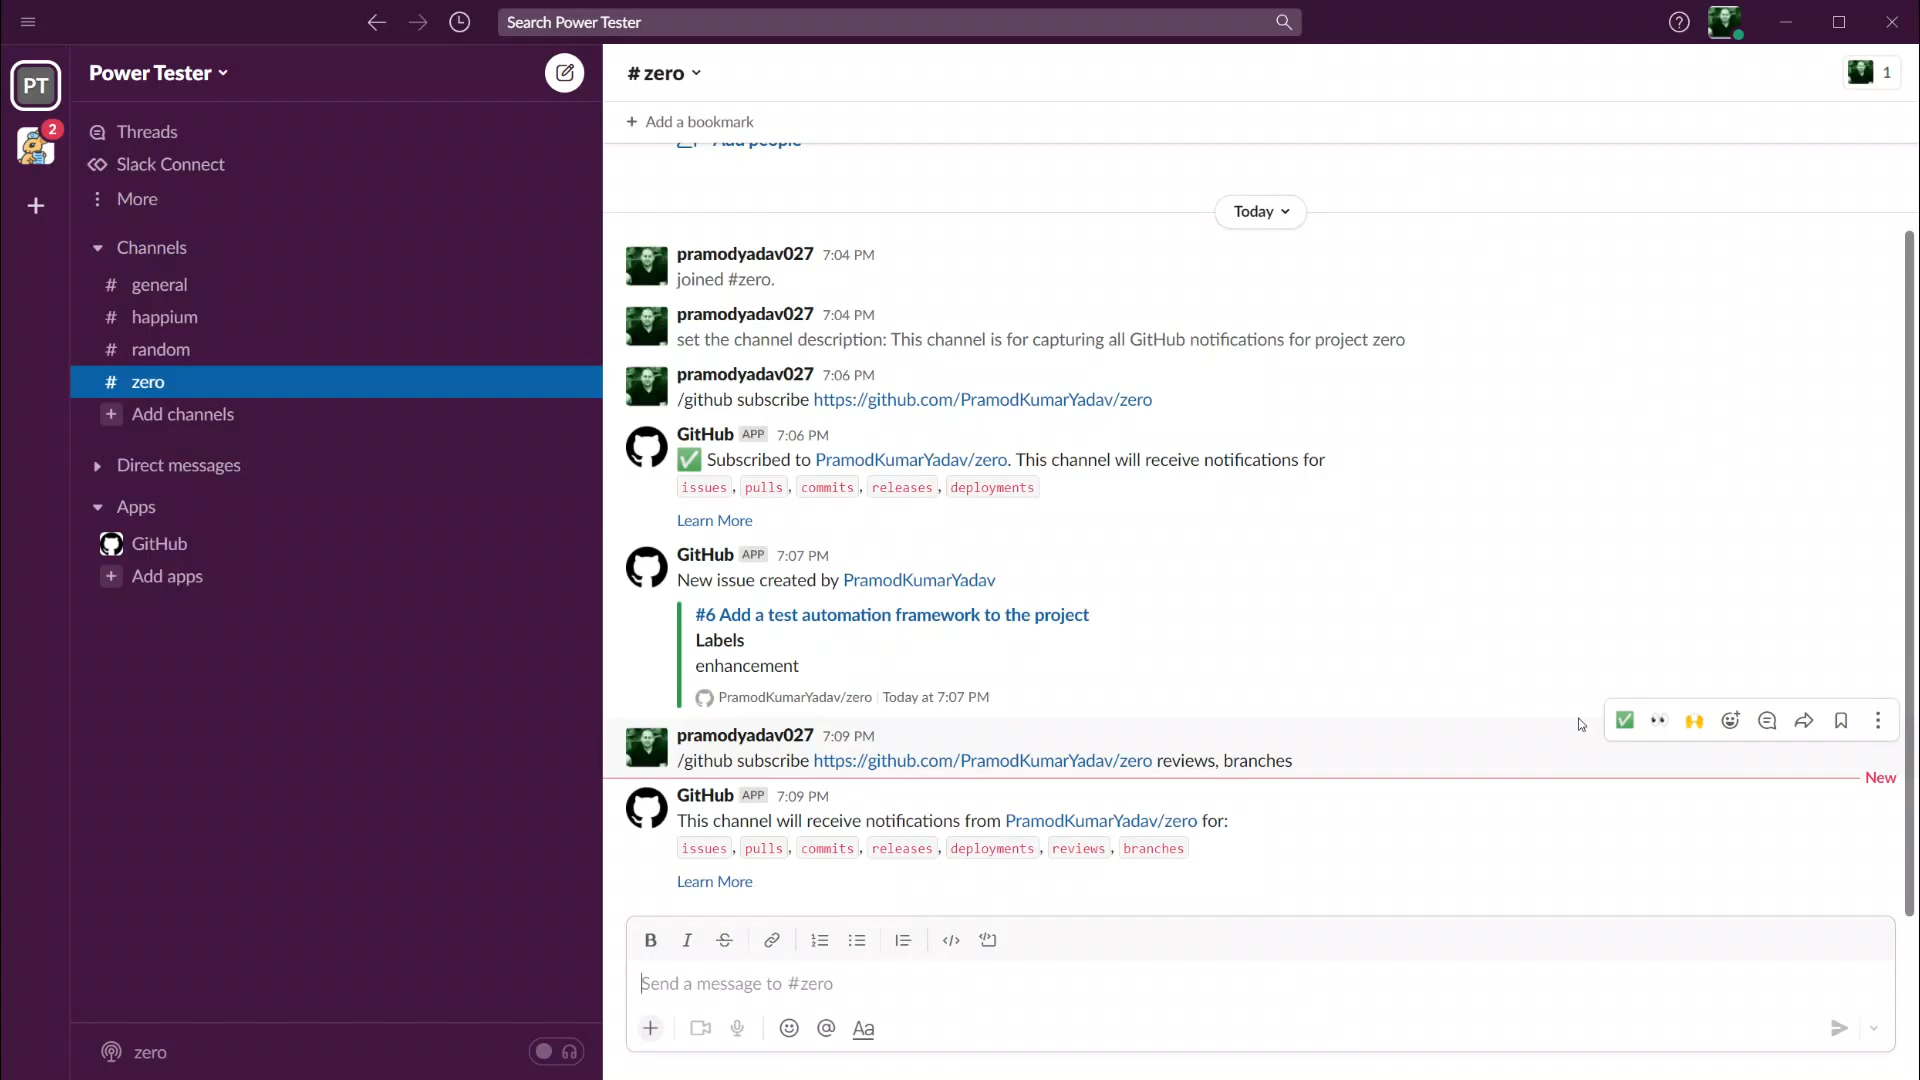 Search Power Tester
PT
2
Power Tester
Threads
Slack Connect
More
Channels
# general
# happium
# random
# zero
+ Add channels
Direct messages
Apps
GitHub
+ Add apps
zero
# zero
1
+ Add a bookmark
Add people
Today
pramodyadav027 7:04 PM
joined #zero.
pramodyadav027 7:04 PM
set the channel description: This channel is for capturing all GitHub notifications for project zero
pramodyadav027 7:06 PM
/github subscribe https://github.com/PramodKumarYadav/zero
GitHub APP 7:06 PM
✅ Subscribed to PramodKumarYadav/zero. This channel will receive notifications for
issues, pulls, commits, releases, deployments
Learn More
GitHub APP 7:07 PM
New issue created by PramodKumarYadav
#6 Add a test automation framework to the project
Labels
enhancement
PramodKumarYadav/zero | Today at 7:07 PM
pramodyadav027 7:09 PM
/github subscribe https://github.com/PramodKumarYadav/zero reviews, branches
New
GitHub APP 7:09 PM
This channel will receive notifications from PramodKumarYadav/zero for:
issues, pulls, commits, releases, deployments, reviews, branches
Learn More
B I S
Send a message to #zero
@ Aa